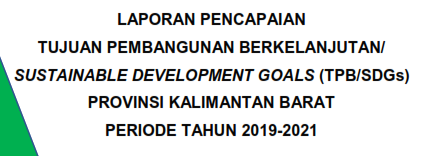 LAPORAN PENCAPAIAN
TUJUAN PEMBANGUNAN BERKELANJUTAN/
SUSTAINABLE DEVELOPMENT GOALS (TPB/SDGs)
PROVINSI KALIMANTAN BARAT
PERIODE TAHUN 2019-2021